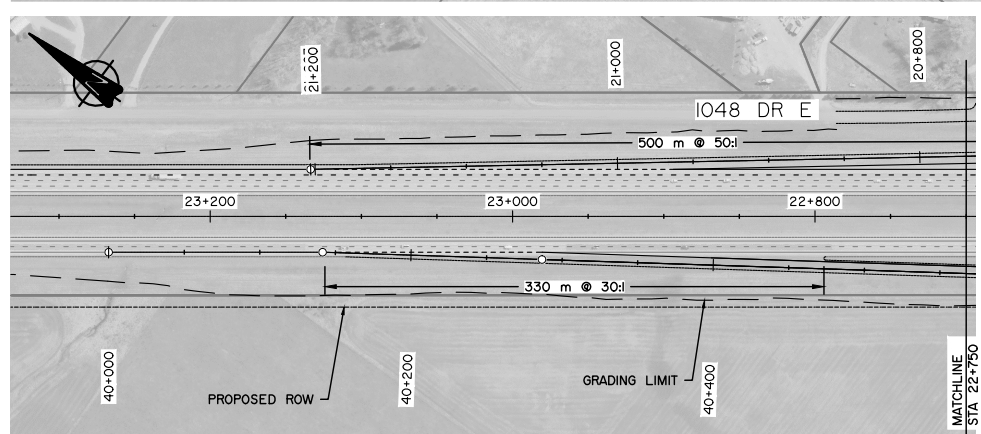 21+200
21+000
20+800
N
1048 DR E
500 m @ 50:1
23+200
23+000
22+800
330 m @ 30:1
40+000
40+200
40+400
PROPOSED ROW
GRADING LIMIT
MATCHLINE
STA 22+750